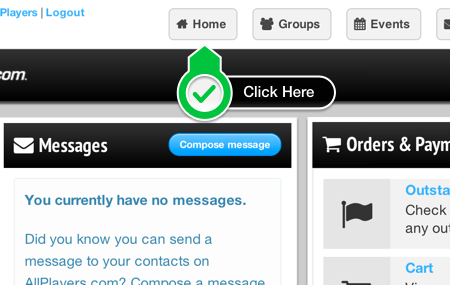 Players | Logout
Home
Groups
Events
com.
Click Here
Messages
Compose message
Orders & Paym
You currently have no messages.
Did you know you can send a
message to your contacts on
AllPlayers.com? Compose a message
Outsta
Check
any out
Cart